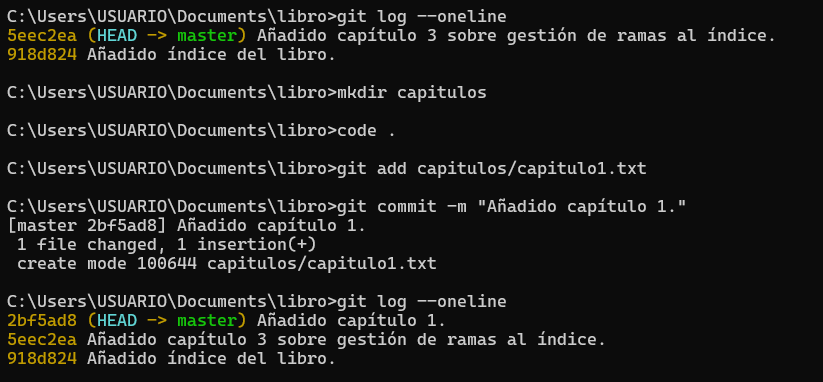 C:\Users\USUARIO\Documents\libro>git log --oneline
5eec2ea (HEAD -> master) Añadido capítulo 3 sobre gestión de ramas al índice.
918d824 Añadido índice del libro.
C:\Users\USUARIO\Documents\libro>mkdir capitulos
C:\Users\USUARIO\Documents\libro>code .
C:\Users\USUARIO\Documents\libro>git add capitulos/capitulo1.txt
C:\Users\USUARIO\Documents\libro>git commit -m "Añadido capítulo 1."
[master 2bf5ad8] Añadido capítulo 1.
 1 file changed, 1 insertion(+)
 create mode 100644 capitulos/capitulo1.txt
C:\Users\USUARIO\Documents\libro>git log --oneline
2bf5ad8 (HEAD -> master) Añadido capítulo 1.
5eec2ea Añadido capítulo 3 sobre gestión de ramas al índice.
918d824 Añadido índice del libro.